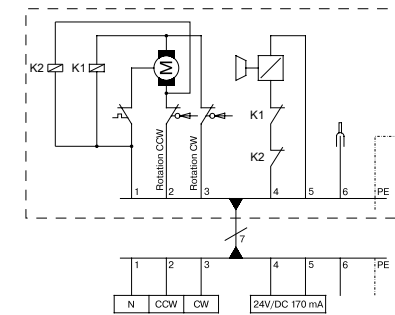 K2 K1 M
K1
K2
Rotation CCW
Rotation CW
1 2 3 4 5 6 PE
7
1 2 3 4 5 6 PE
N CCW CW 24V/DC 170 mA